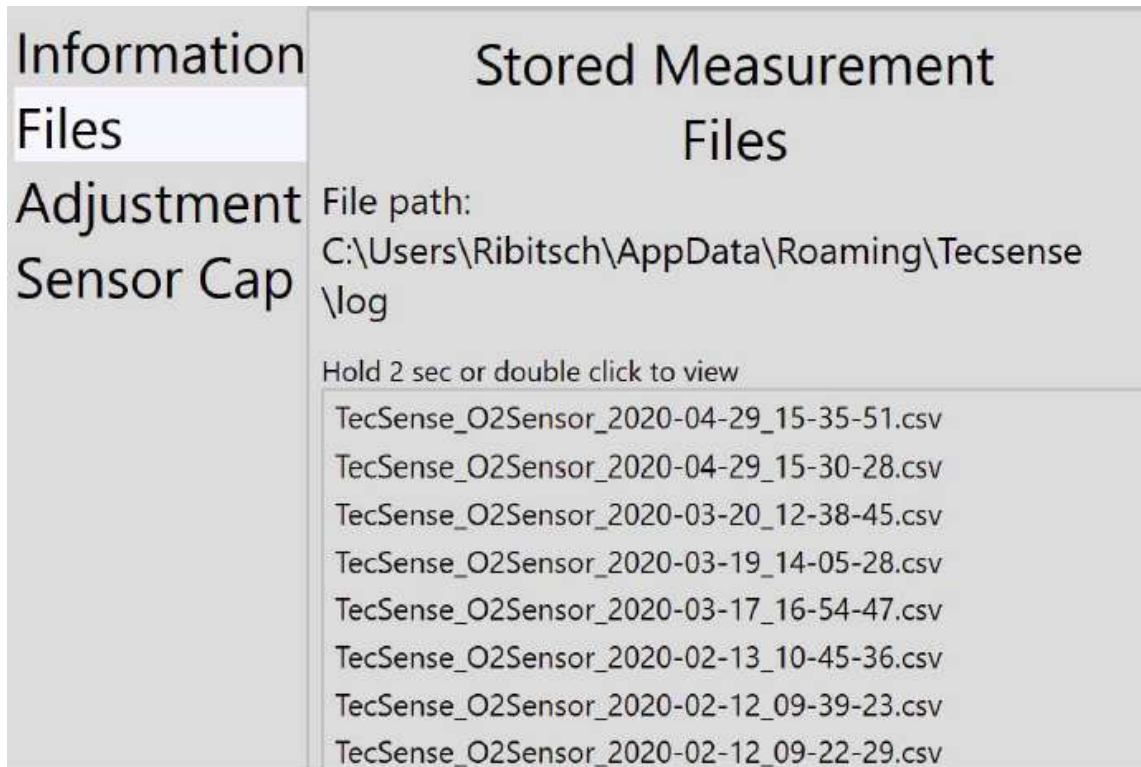 Information
Files
Adjustment
Sensor Cap
Stored Measurement
Files
File path:
C:\Users\Ribitsch\AppData\Roaming\Tecsense
\log
Hold 2 sec or double click to view
TecSense_O2Sensor_2020-04-29_15-35-51.csv
TecSense_O2Sensor_2020-04-29_15-30-28.csv
TecSense_O2Sensor_2020-03-20_12-38-45.csv
TecSense_O2Sensor_2020-03-19_14-05-28.csv
TecSense_O2Sensor_2020-03-17_16-54-47.csv
TecSense_O2Sensor_2020-02-13_10-45-36.csv
TecSense_O2Sensor_2020-02-12_09-39-23.csv
TecSense_O2Sensor_2020-02-12_09-22-29.csv